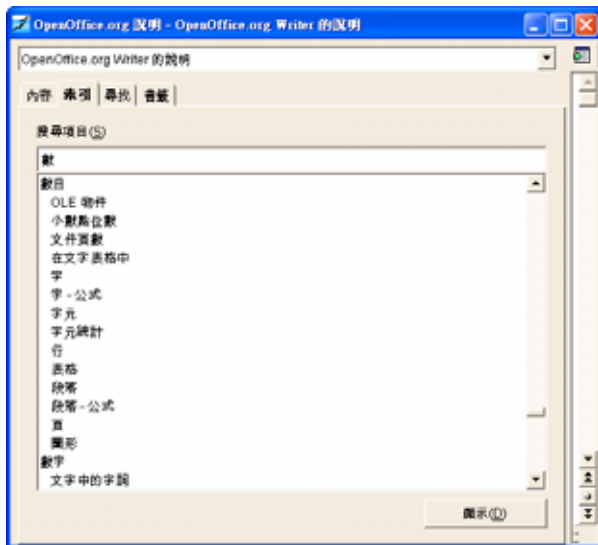 OpenOffice.org 說明 - OpenOffice.org Writer 的說明
OpenOffice.org Writer 的說明
內容 索引 尋找 書籤
搜尋項目(S)
數
數目
OLE 物件
小數點位數
文件頁數
在文字表格中
字
字 - 公式
字元
字元統計
行
表格
段落
段落 - 公式
頁
圖形
數字
文字中的字詞
顯示(D)